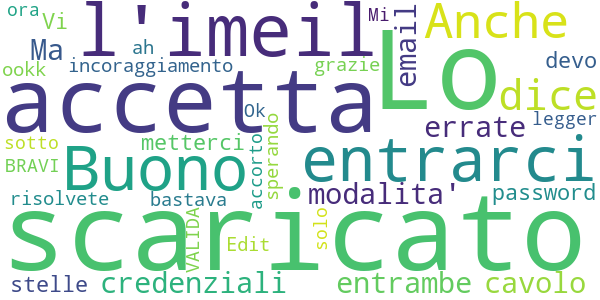 ora
Vi
l'imeil
Mi
Anche
Ma
ah
incoraggiamento
grazie
email
Lo
devo
ookk
accetta
dice
Ok
legger
sotto
metterci
errate
BRAVI
Buono
accorto
sperando
entrarci
risolvete
bastava
modalita'
password
scaricato
VALIDA
Edit
solo
stelle
credenziali
entrambe
cavolo